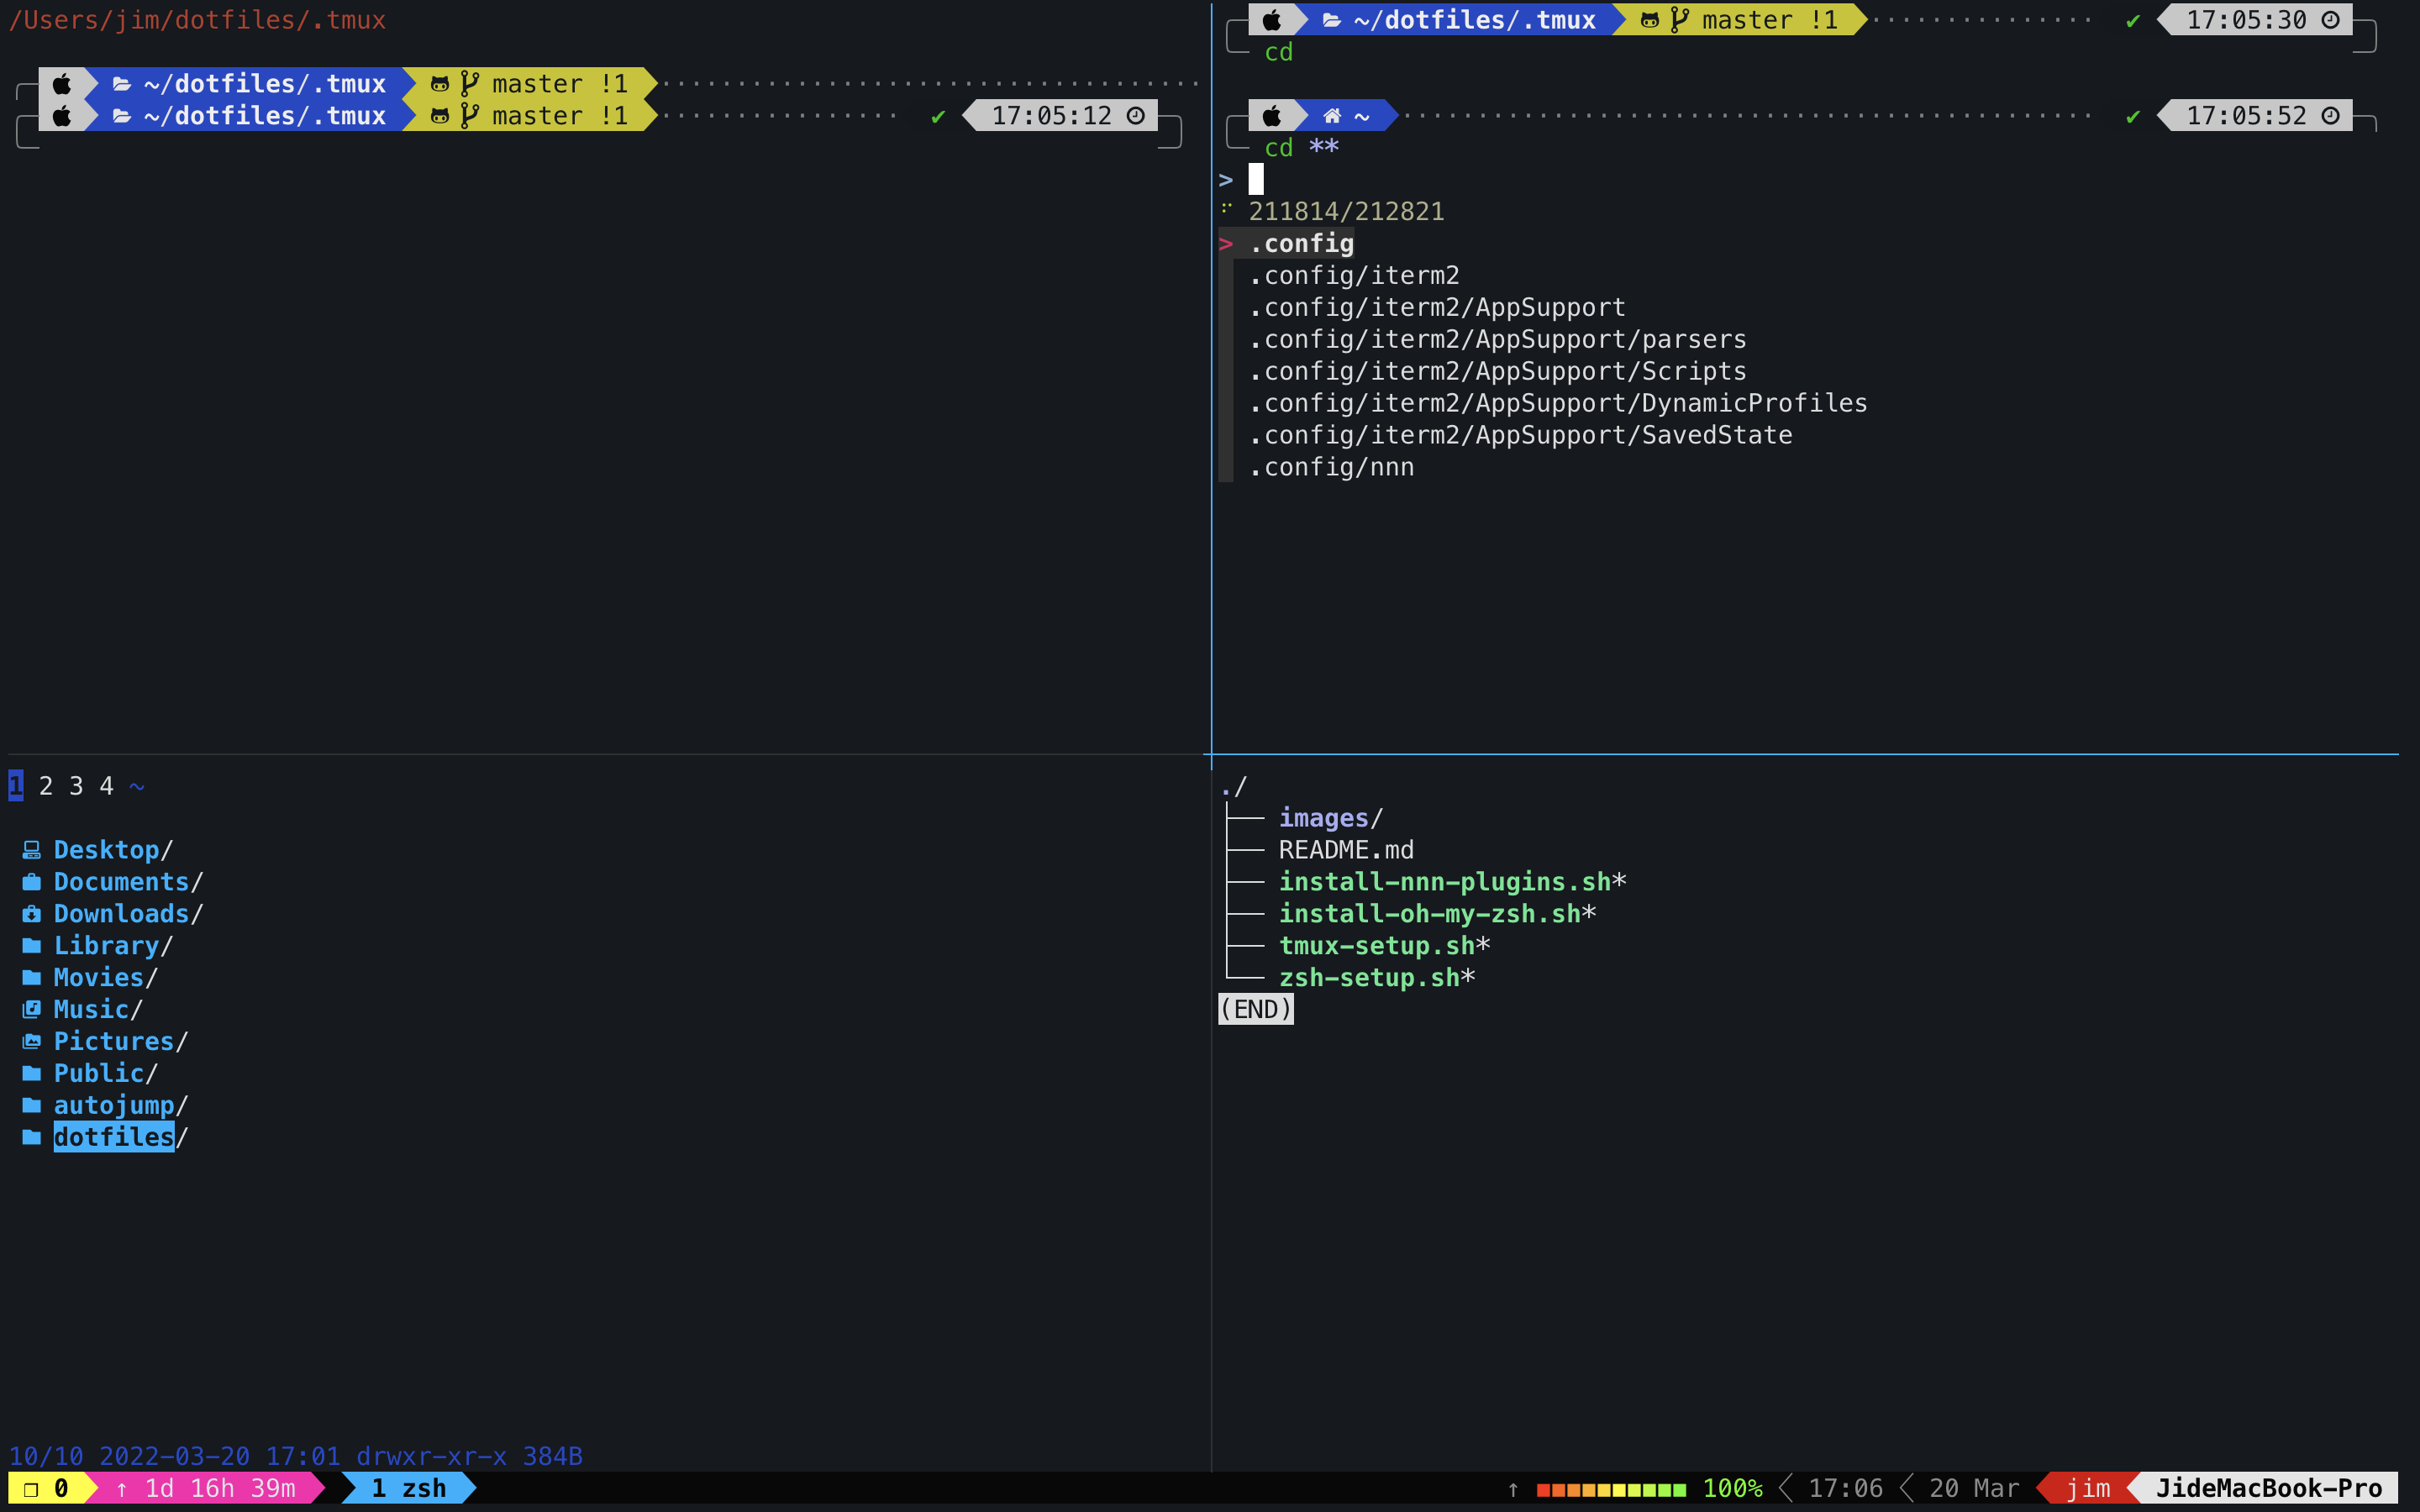 /Users/jim/dotfiles/.tmux
~/dotfiles/.tmux master !1
~/dotfiles/.tmux master !1 ✔ 17:05:12
~/dotfiles/.tmux master !1 ✔ 17:05:30
cd
~ ✔ 17:05:52
cd **
>
211814/212821
> .config
.config/iterm2
.config/iterm2/AppSupport
.config/iterm2/AppSupport/parsers
.config/iterm2/AppSupport/Scripts
.config/iterm2/AppSupport/DynamicProfiles
.config/iterm2/AppSupport/SavedState
.config/nnn
1 2 3 4 ~
Desktop/
Documents/
Downloads/
Library/
Movies/
Music/
Pictures/
Public/
autojump/
dotfiles/
10/10 2022-03-20 17:01 drwxr-xr-x 384B
./
├── images/
├── README.md
├── install-nnn-plugins.sh*
├── install-oh-my-zsh.sh*
├── tmux-setup.sh*
└── zsh-setup.sh*
(END)
❐ 0 ↑ 1d 16h 39m 1 zsh ↑ 100% 17:06 20 Mar jim JideMacBook-Pro